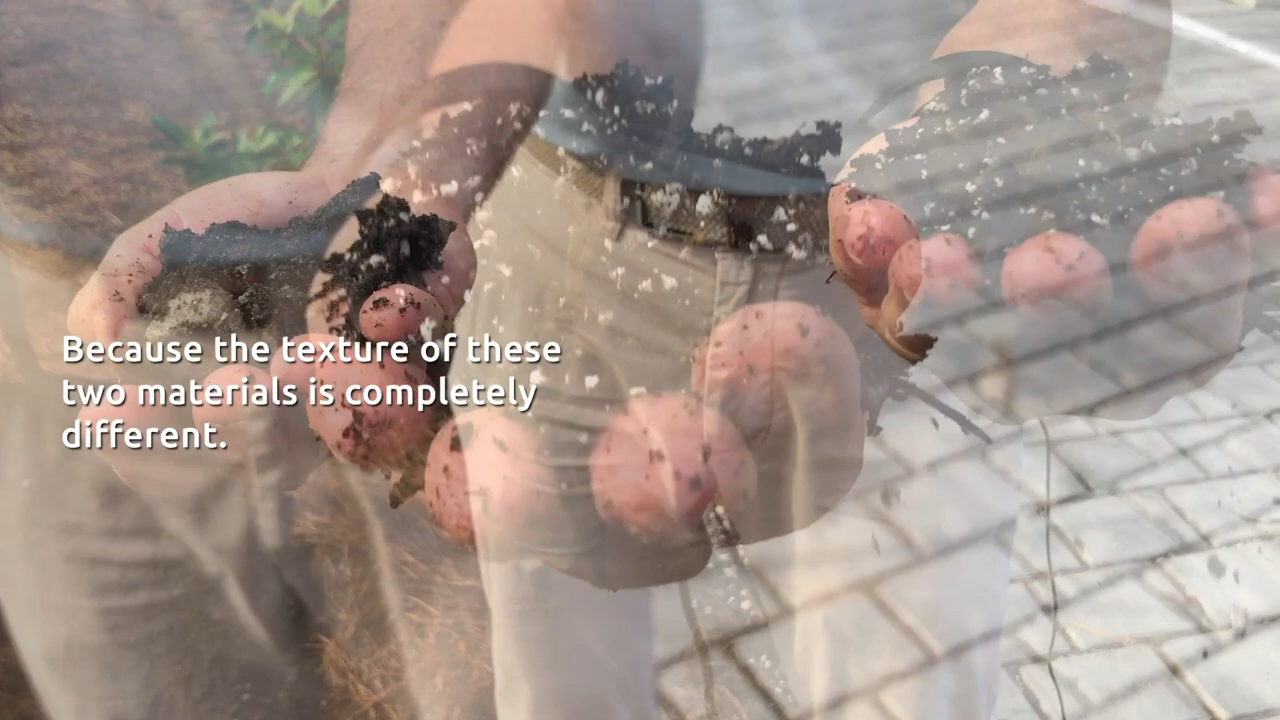 Because the texture of these
two materials is completely
different.